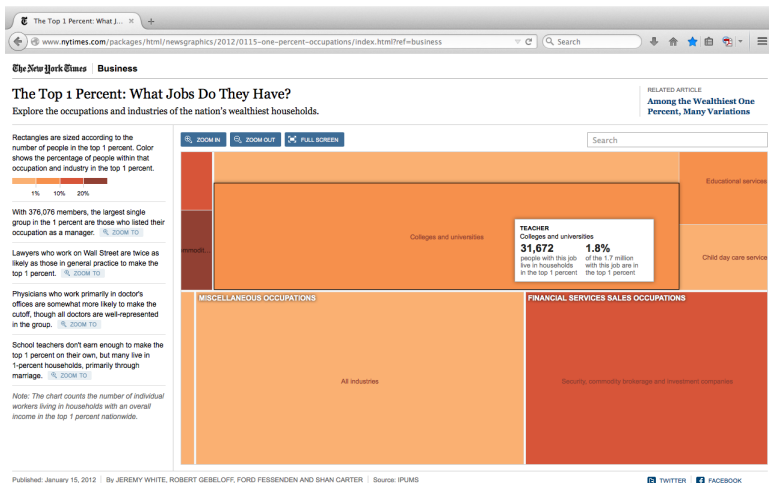 The Top 1 Percent: What J...
www.nytimes.com/packages/html/newsgraphics/2012/0115-one-percent-occupations/index.html?ref=business
Search
The New York Times Business
The Top 1 Percent: What Jobs Do They Have?
Explore the occupations and industries of the nation's wealthiest households.
RELATED ARTICLE
Among the Wealthiest One
Percent, Many Variations
Rectangles are sized according to the
number of people in the top 1 percent. Color
shows the percentage of people within that
occupation and industry in the top 1 percent.
1% 10% 20%
With 376,076 members, the largest single
group in the 1 percent are those who listed their
occupation as a manager. ZOOM TO
Lawyers who work on Wall Street are twice as
likely as those in general practice to make the
top 1 percent. ZOOM TO
Physicians who work primarily in doctor's
offices are somewhat more likely to make the
cutoff, though all doctors are well-represented
in the group. ZOOM TO
School teachers don't earn enough to make the
top 1 percent on their own, but many live in
1-percent households, primarily through
marriage. ZOOM TO
Note: The chart counts the number of individual
workers living in households with an overall
income in the top 1 percent nationwide.
ZOOM IN ZOOM OUT FULL SCREEN
Search
Educational services
Colleges and universities
Child day care service
TEACHER
Colleges and universities
31,672 1.8%
people with this job of the 1.7 million
live in households with this job are in
in the top 1 percent the top 1 percent
MISCELLANEOUS OCCUPATIONS
All industries
FINANCIAL SERVICES SALES OCCUPATIONS
Security, commodity brokerage and investment companies
Published: January 15, 2012 By JEREMY WHITE, ROBERT GEBELOFF, FORD FESSENDEN AND SHAN CARTER Source: IPUMS
TWITTER FACEBOOK